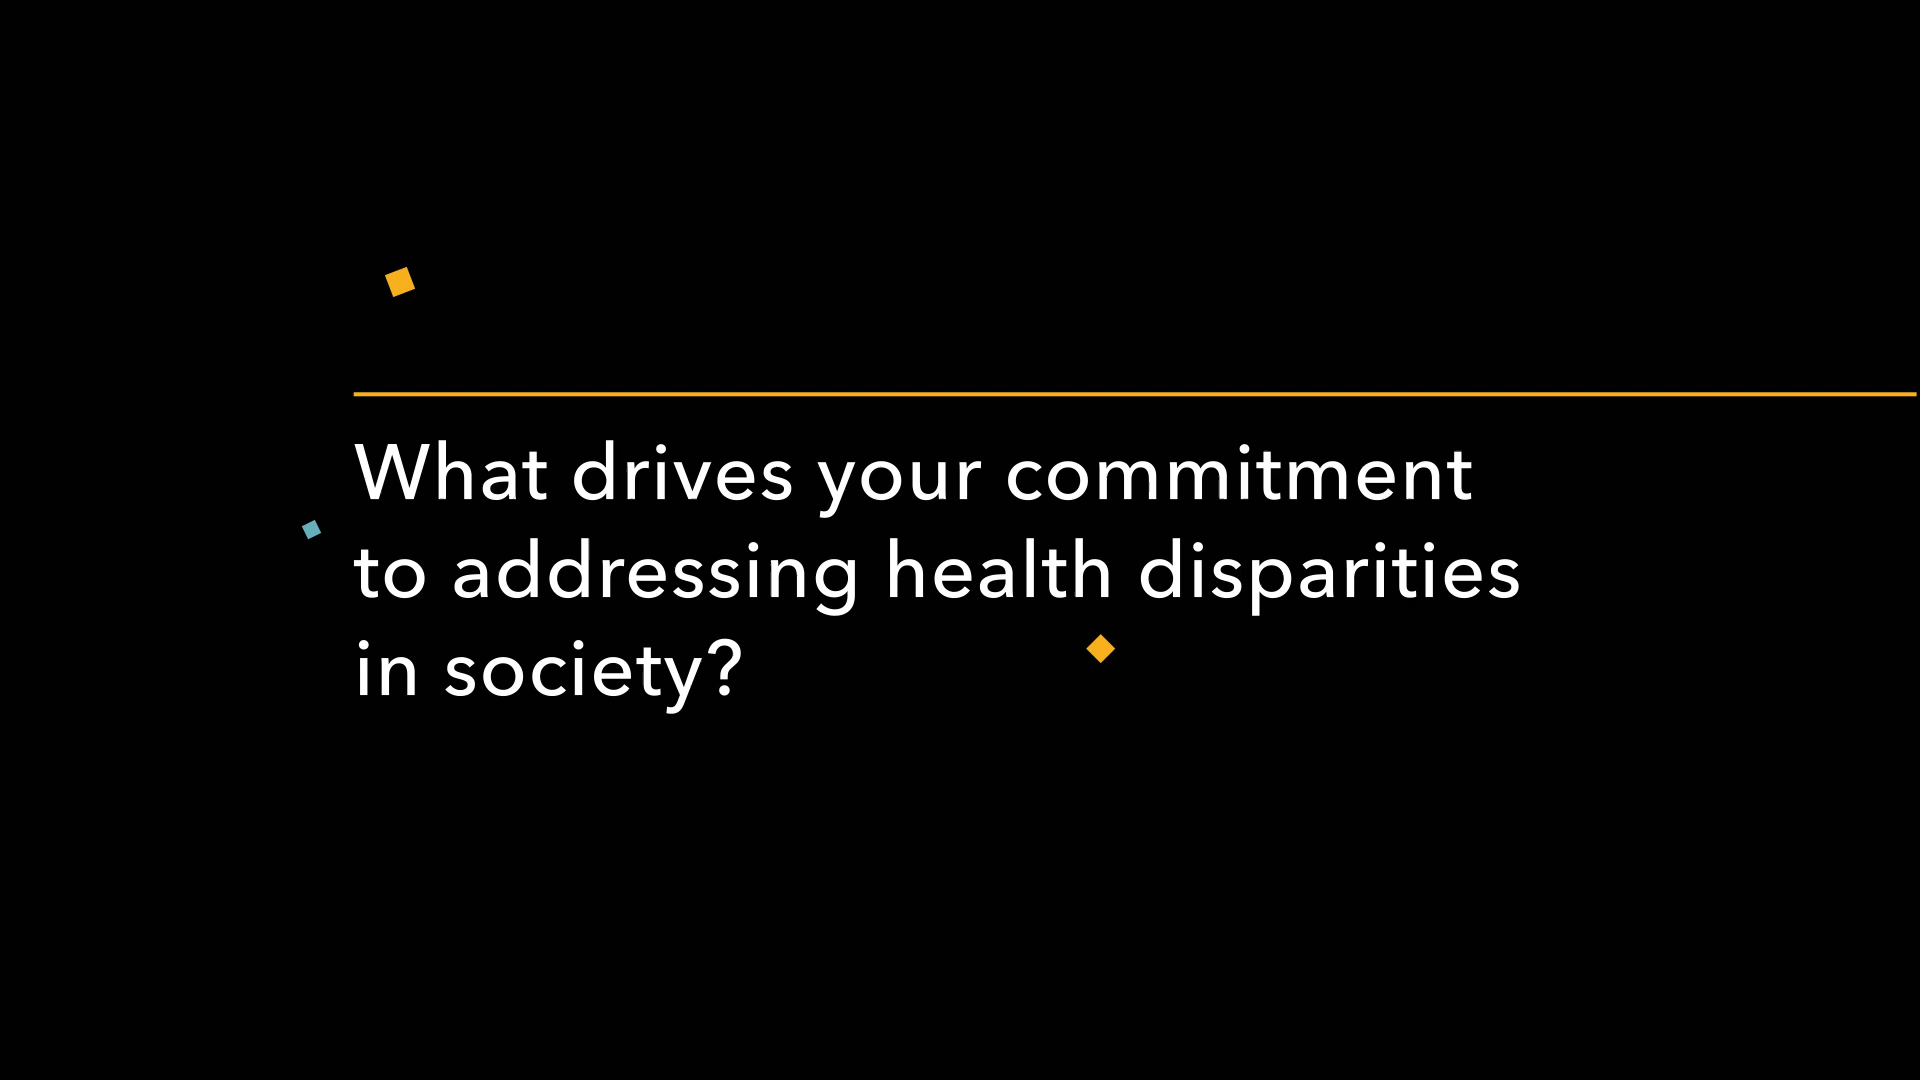 What drives your commitment
to addressing health disparities
in society?